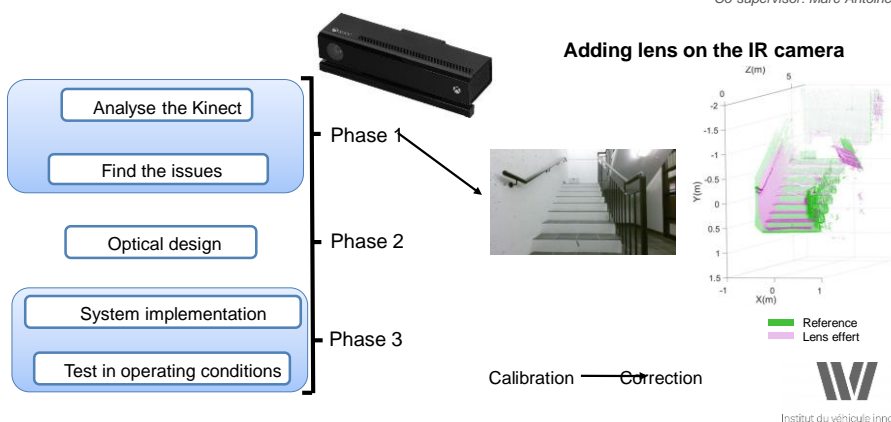 Co-supervisor: Marc-Antoine
Adding lens on the IR camera
Analyse the Kinect
Find the issues
Optical design
System implementation
Test in operating conditions
Phase 1
Phase 2
Phase 3
Z(m)
0
5
-2
-1.5
-1
-0.5
0
0.5
1
1.5
Y(m)
-1
0
1
X(m)
Reference
Lens effert
Calibration
Correction
Institut du véhicule inno